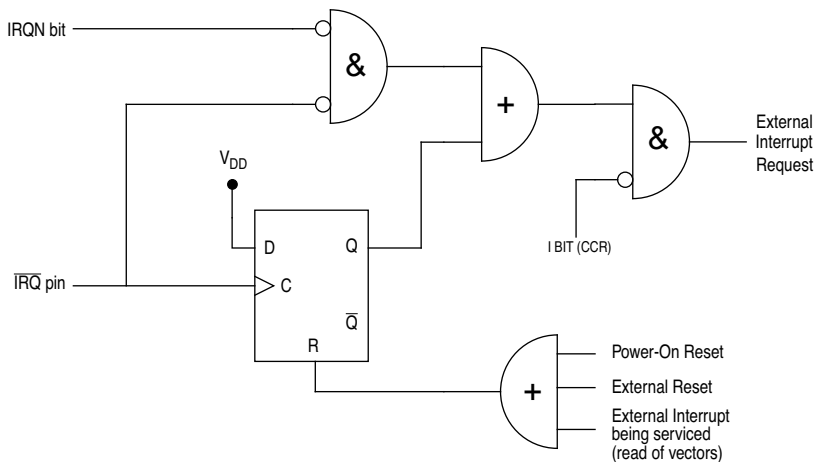 IRQN bit
&
+
&
External
Interrupt
Request
V_DD
I BIT (CCR)
D
Q
I̅R̅Q̅ pin
C
Q̅
R
+
Power-On Reset
External Reset
External Interrupt
being serviced
(read of vectors)